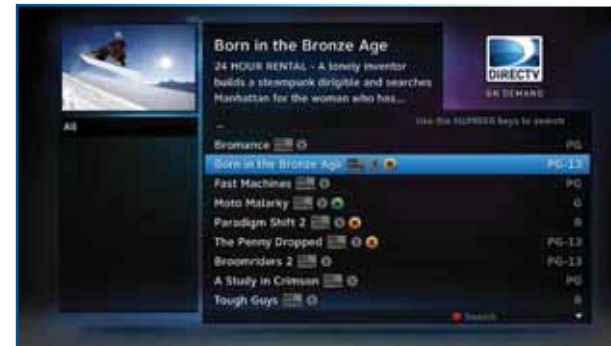 Born in the Bronze Age
24 HOUR RENTAL - A lonely inventor
builds a steampunk dirigible and searches
Manhattan for the woman who has...
DIRECTV
ON DEMAND
All
Use the NUMBER keys to search
Bromance PG
Born in the Bronze Age PG-13
Fast Machines PG
Moto Malarky G
Paradigm Shift 2 R
The Penny Dropped PG-13
Broomriders 2 PG-13
A Study in Crimson PG
Tough Guys R
Search